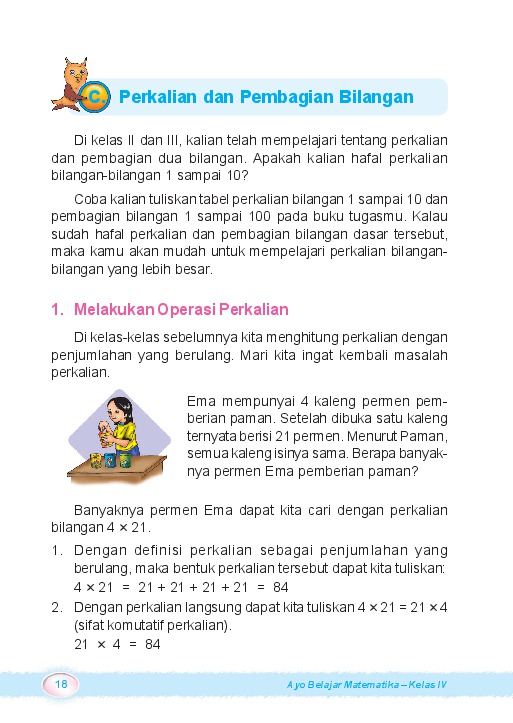 C. Perkalian dan Pembagian Bilangan
Di kelas II dan III, kalian telah mempelajari tentang perkalian
dan pembagian dua bilangan. Apakah kalian hafal perkalian
bilangan-bilangan 1 sampai 10?
Coba kalian tuliskan tabel perkalian bilangan 1 sampai 10 dan
pembagian bilangan 1 sampai 100 pada buku tugasmu. Kalau
sudah hafal perkalian dan pembagian bilangan dasar tersebut,
maka kamu akan mudah untuk mempelajari perkalian bilangan-
bilangan yang lebih besar.
1. Melakukan Operasi Perkalian
Di kelas-kelas sebelumnya kita menghitung perkalian dengan
penjumlahan yang berulang. Mari kita ingat kembali masalah
perkalian.
Ema mempunyai 4 kaleng permen pem-
berian paman. Setelah dibuka satu kaleng
ternyata berisi 21 permen. Menurut Paman,
semua kaleng isinya sama. Berapa banyak-
nya permen Ema pemberian paman?
Banyaknya permen Ema dapat kita cari dengan perkalian
bilangan 4 × 21.
1. Dengan definisi perkalian sebagai penjumlahan yang
berulang, maka bentuk perkalian tersebut dapat kita tuliskan:
4 × 21 = 21 + 21 + 21 + 21 = 84
2. Dengan perkalian langsung dapat kita tuliskan 4 × 21 = 21 × 4
(sifat komutatif perkalian).
21 × 4 = 84
18 Ayo Belajar Matematika – Kelas IV